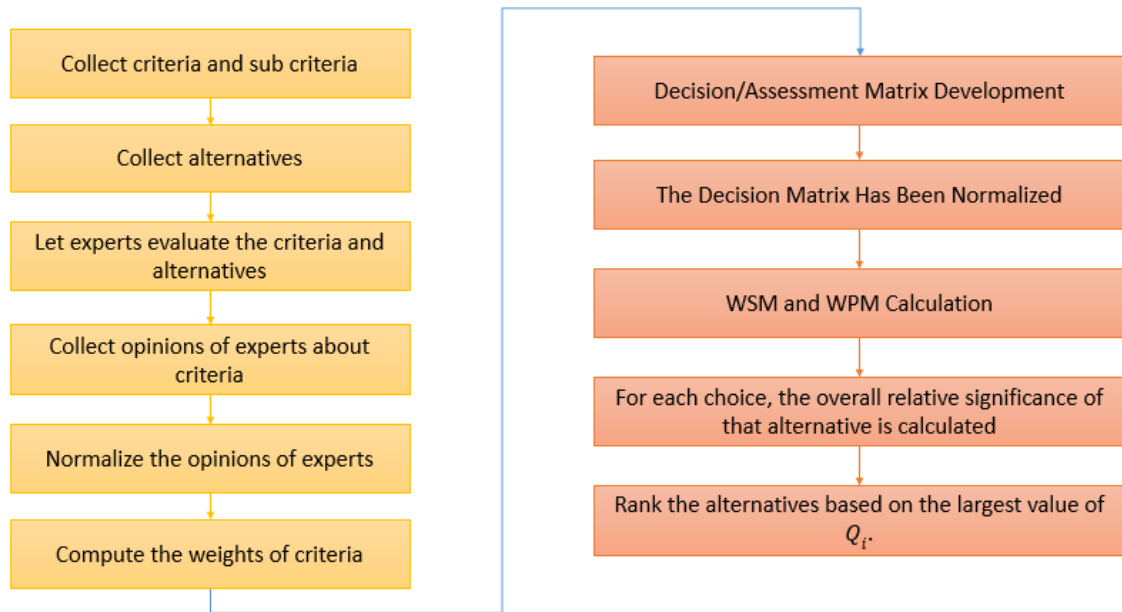 Collect criteria and sub criteria
Collect alternatives
Let experts evaluate the criteria and
alternatives
Collect opinions of experts about
criteria
Normalize the opinions of experts
Compute the weights of criteria
Decision/Assessment Matrix Development
The Decision Matrix Has Been Normalized
WSM and WPM Calculation
For each choice, the overall relative significance of
that alternative is calculated
Rank the alternatives based on the largest value of
Qᵢ.